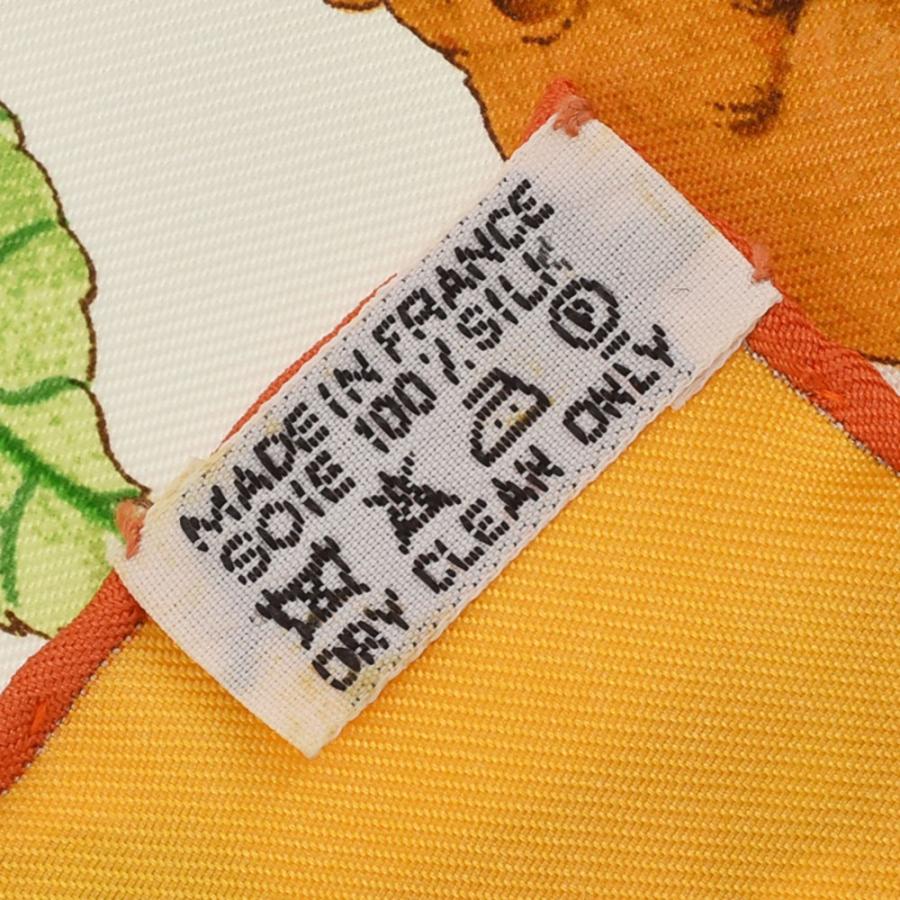 MADE IN FRANCE
SOIE 100% SILK
P
DRY CLEAN ONLY